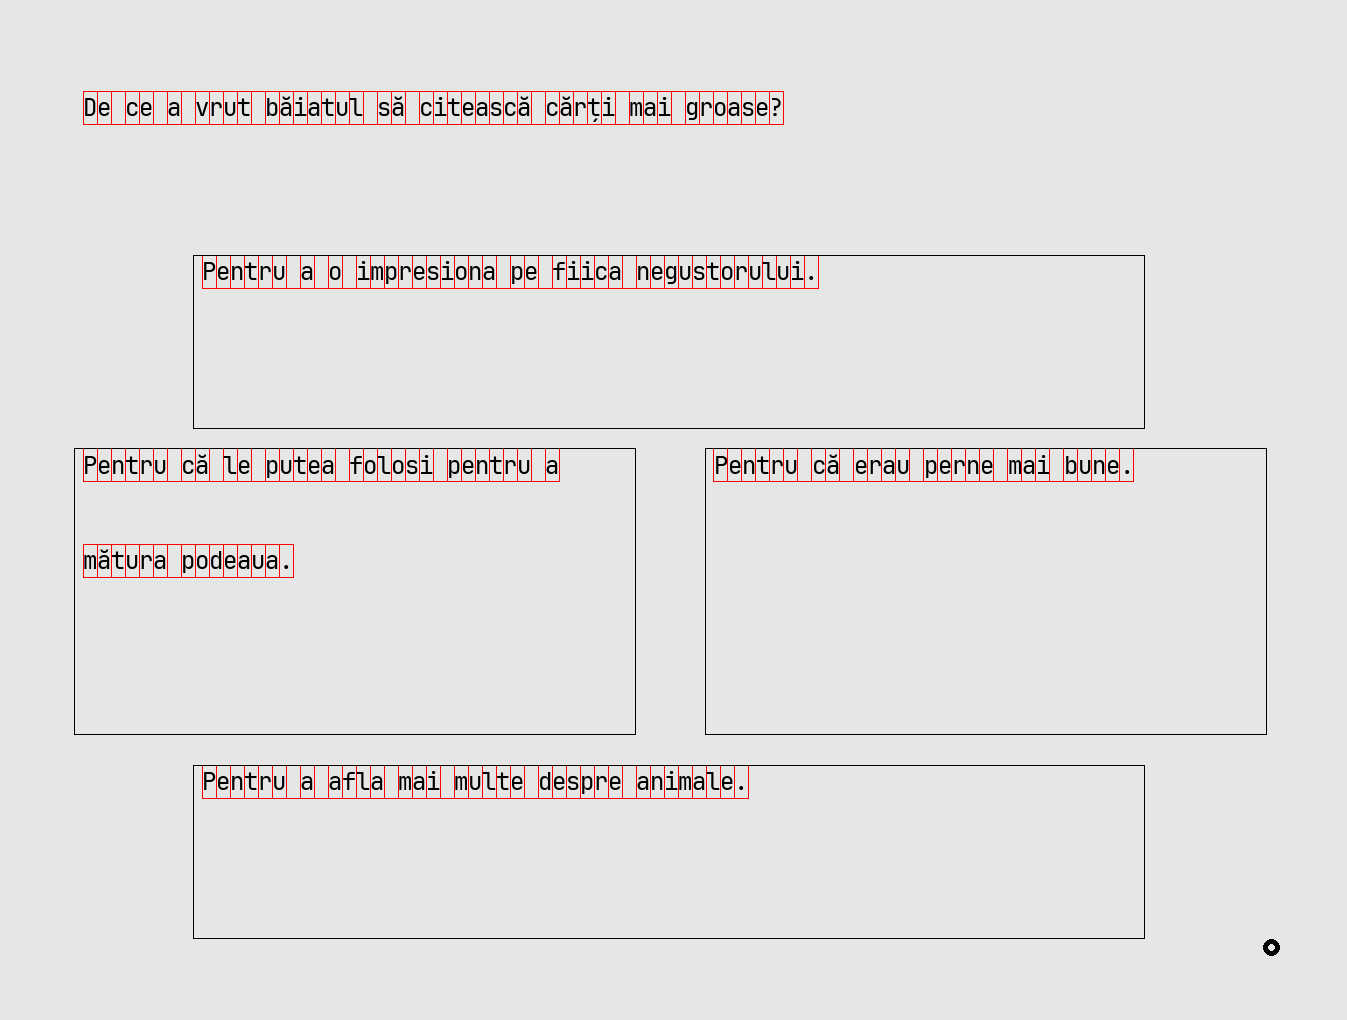 De ce a vrut băiatul să citească cărți mai groase?
Pentru a o impresiona pe fiica negustorului.
Pentru că le putea folosi pentru a
mătura podeaua.
Pentru că erau perne mai bune.
Pentru a afla mai multe despre animale.